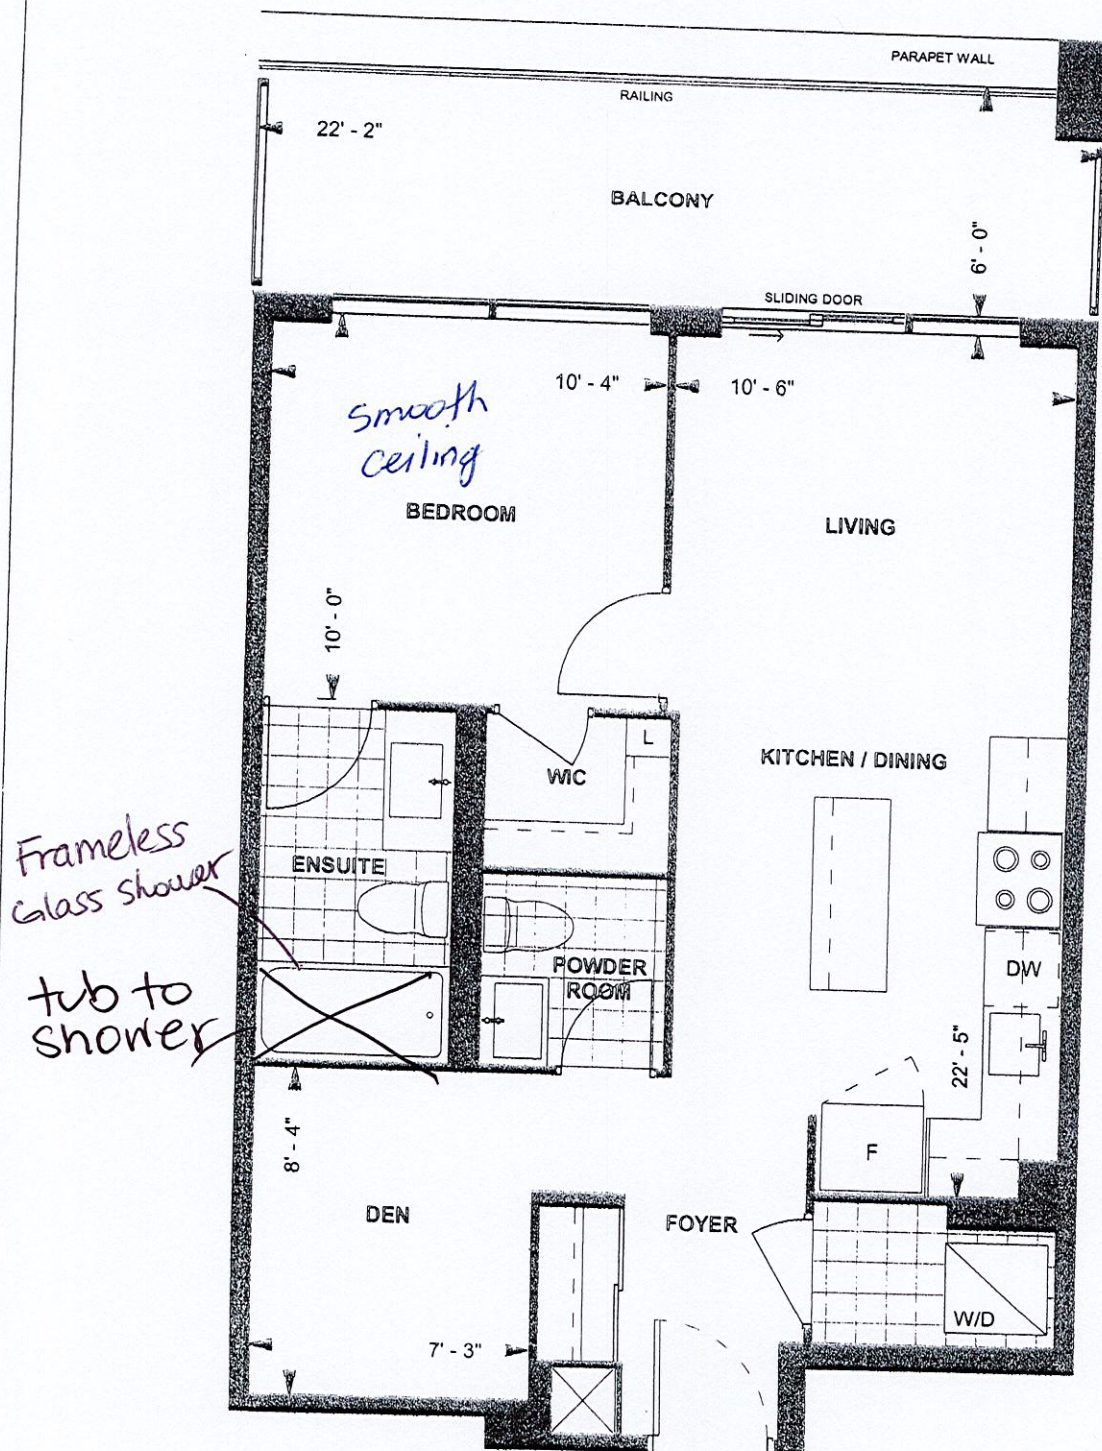 PARAPET WALL
RAILING
22' - 2"
BALCONY
6' - 0"
SLIDING DOOR
10' - 4"
10' - 6"
Smooth
ceiling
BEDROOM
LIVING
10' - 0"
L
WIC
KITCHEN / DINING
Frameless
Glass shower
ENSUITE
POWDER
ROOM
DW
tub to
shower
22' - 5"
8' - 4"
F
DEN
FOYER
W/D
7' - 3"